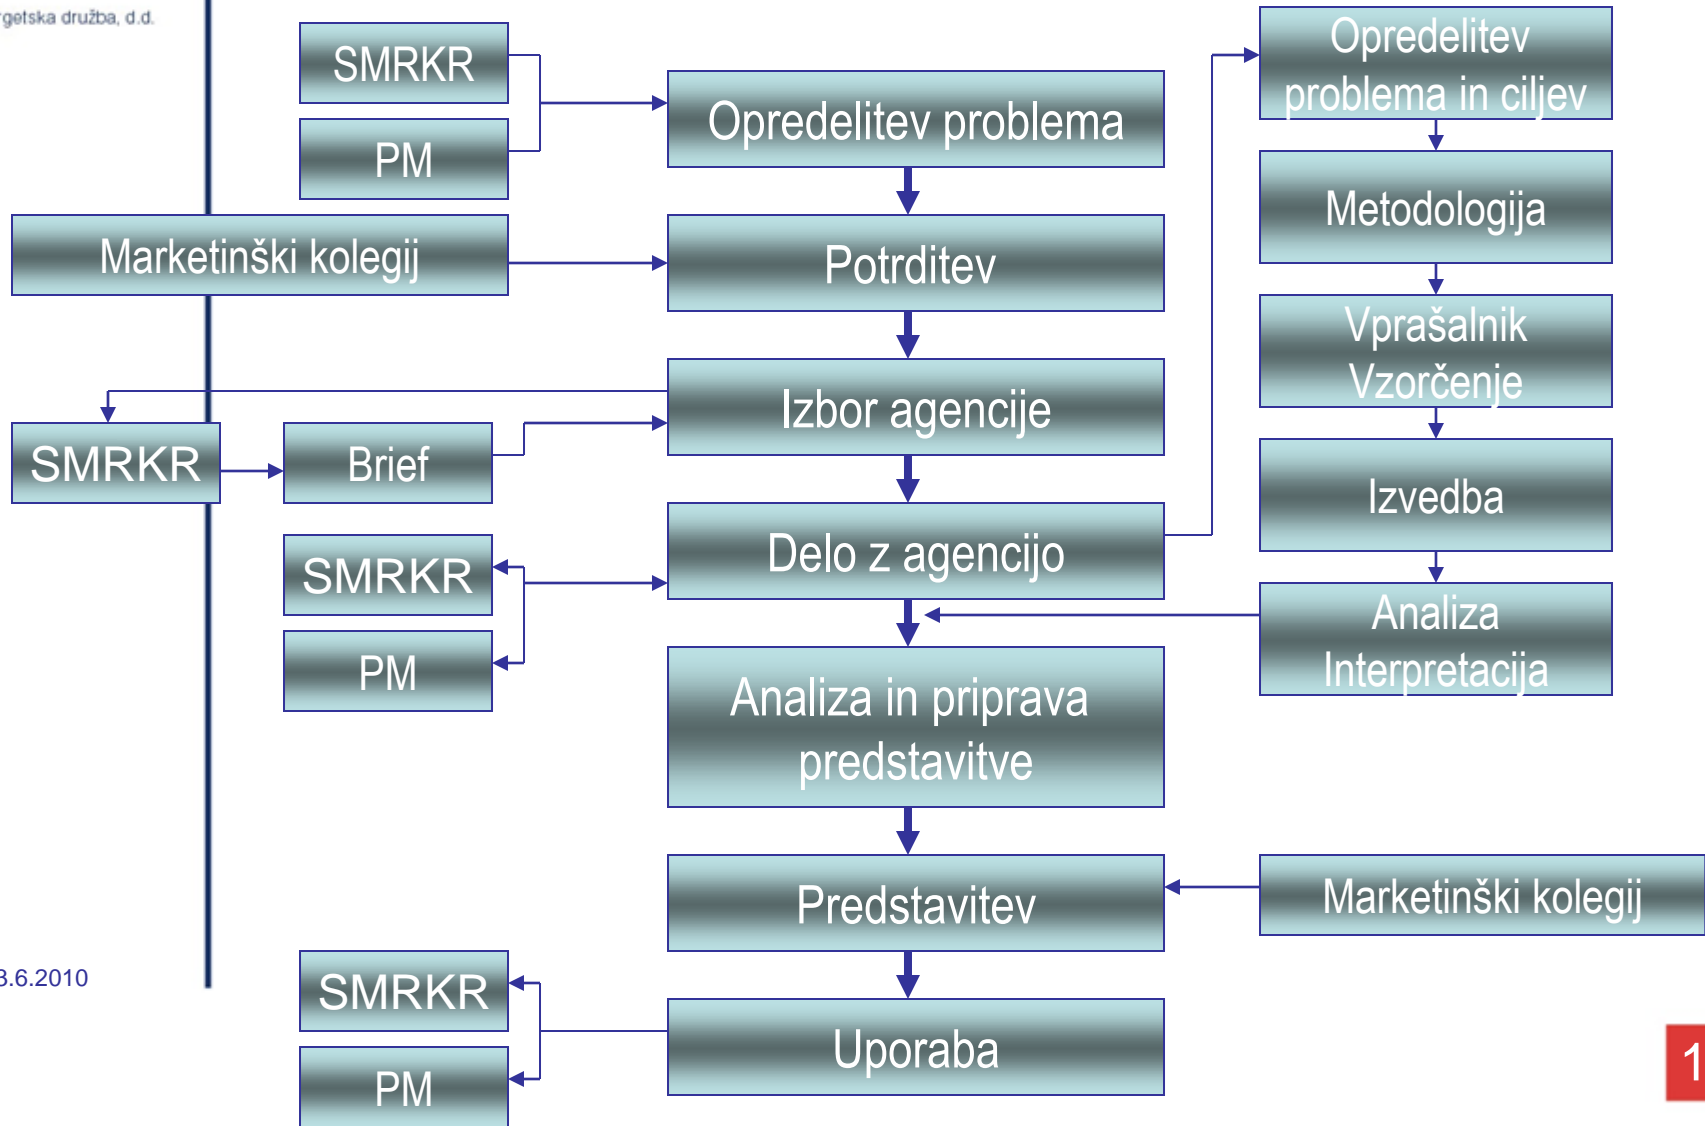 družba, d.d.
SMRKR
PM
Opredelitev problema
Marketinški kolegij
Potrditev
Izbor agencije
SMRKR
Brief
SMRKR
PM
Delo z agencijo
Opredelitev
problema in ciljev
Metodologija
Vprašalnik
Vzorčenje
Izvedba
Analiza
Interpretacija
Analiza in priprava
predstavitve
Predstavitev
Marketinški kolegij
SMRKR
PM
Uporaba
3.6.2010
1